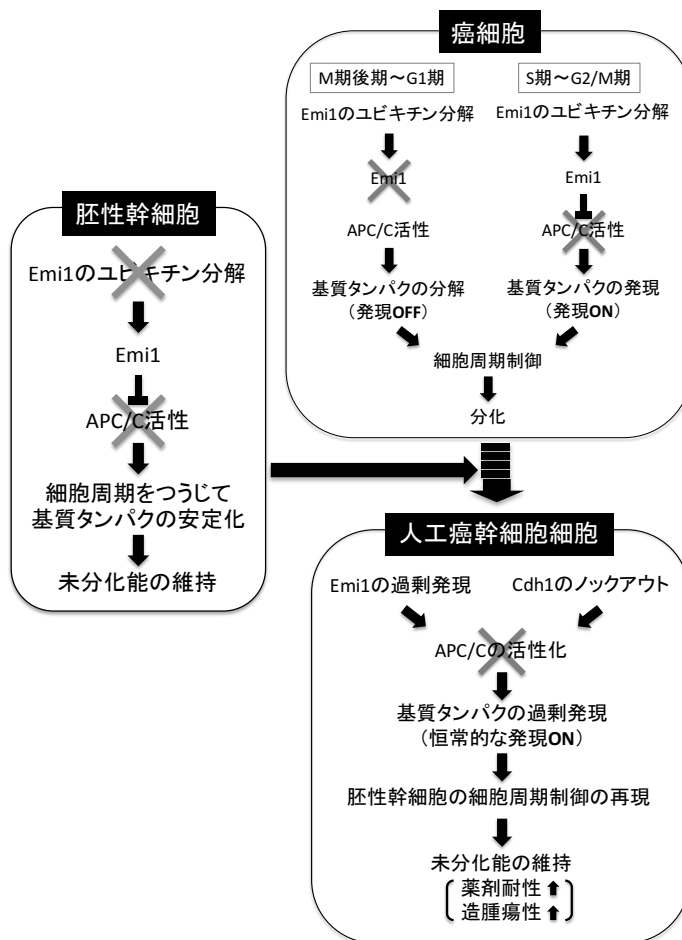 胚性幹細胞
Emi1のユビキチン分解
Emi1
APC/C活性
細胞周期をつうじて
基質タンパクの安定化
未分化能の維持
癌細胞
M期後期～G1期
Emi1のユビキチン分解
Emi1
APC/C活性
基質タンパクの分解
（発現OFF）
S期～G2/M期
Emi1のユビキチン分解
Emi1
APC/C活性
基質タンパクの発現
（発現ON）
細胞周期制御
分化
人工癌幹細胞細胞
Emi1の過剰発現
Cdh1のノックアウト
APC/Cの活性化
基質タンパクの過剰発現
（恒常的な発現ON）
胚性幹細胞の細胞周期制御の再現
未分化能の維持
薬剤耐性
造腫瘍性